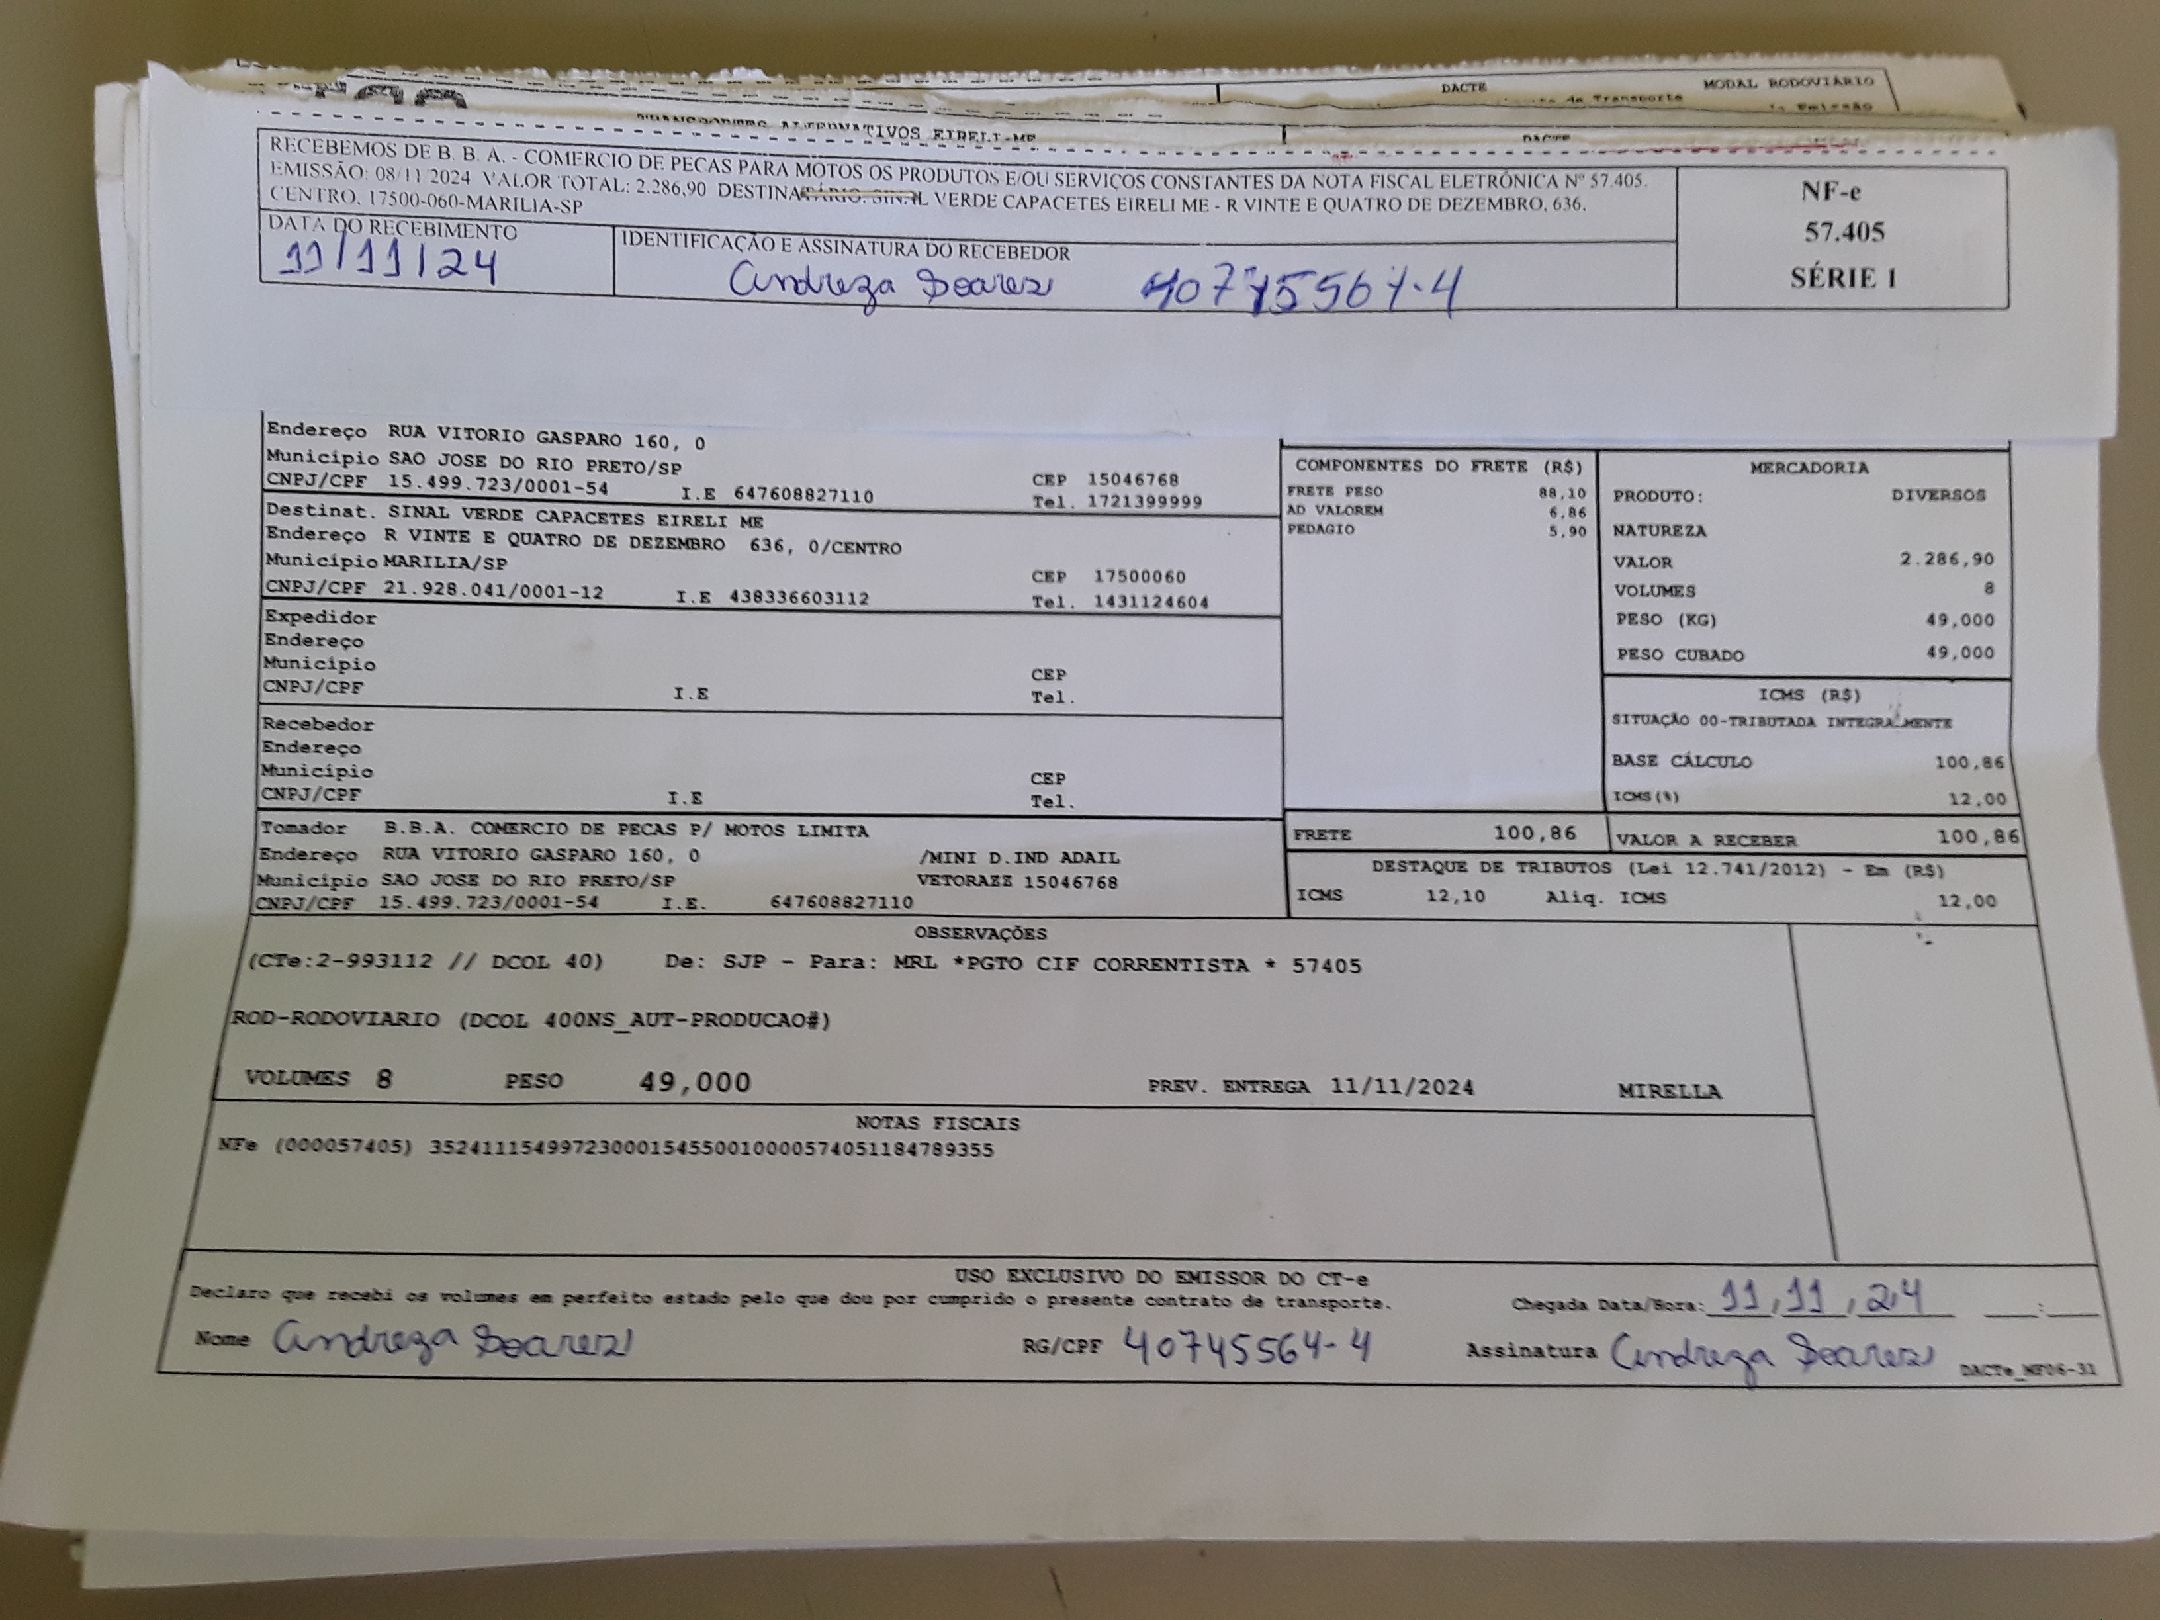 DACTE MODAL RODOVIÁRIO
de Transporte Emissão
ALTERNATIVOS EIRELI-ME DACTE
RECEBEMOS DE B. B. A. - COMERCIO DE PECAS PARA MOTOS OS PRODUTOS E/OU SERVIÇOS CONSTANTES DA NOTA FISCAL ELETRÔNICA Nº 57.405.
EMISSÃO: 08/11/2024 VALOR TOTAL: 2.286,90 DESTINATÁRIO: SINAL VERDE CAPACETES EIRELI ME - R VINTE E QUATRO DE DEZEMBRO, 636,
CENTRO, 17500-060-MARILIA-SP
NF-e
57.405
SÉRIE 1
DATA DO RECEBIMENTO
11/11/24
IDENTIFICAÇÃO E ASSINATURA DO RECEBEDOR
Andreza Soares 40745564-4
Endereço RUA VITORIO GASPARO 160, 0
Município SAO JOSE DO RIO PRETO/SP CEP 15046768
CNPJ/CPF 15.499.723/0001-54 I.E 647608827110 Tel. 1721399999
Destinat. SINAL VERDE CAPACETES EIRELI ME
Endereço R VINTE E QUATRO DE DEZEMBRO 636, 0/CENTRO
Município MARILIA/SP CEP 17500060
CNPJ/CPF 21.928.041/0001-12 I.E 438336603112 Tel. 1431124604
Expedidor
Endereço
Município CEP
CNPJ/CPF I.E Tel.
Recebedor
Endereço
Município CEP
CNPJ/CPF I.E Tel.
Tomador B.B.A. COMERCIO DE PECAS P/ MOTOS LIMITA
Endereço RUA VITORIO GASPARO 160, 0 /MINI D.IND ADAIL
Município SAO JOSE DO RIO PRETO/SP VETORAZZ 15046768
CNPJ/CPF 15.499.723/0001-54 I.E. 647608827110
COMPONENTES DO FRETE (R$)
FRETE PESO 88,10
AD VALOREM 6,86
PEDAGIO 5,90
FRETE 100,86
MERCADORIA
PRODUTO: DIVERSOS
NATUREZA
VALOR 2.286,90
VOLUMES 8
PESO (KG) 49,000
PESO CUBADO 49,000
ICMS (R$)
SITUAÇÃO 00-TRIBUTADA INTEGRALMENTE
BASE CÁLCULO 100,86
ICMS(%) 12,00
VALOR A RECEBER 100,86
DESTAQUE DE TRIBUTOS (Lei 12.741/2012) - Em (R$)
ICMS 12,10 Aliq. ICMS 12,00
OBSERVAÇÕES
(CTe:2-993112 // DCOL 40) De: SJP - Para: MRL *PGTO CIF CORRENTISTA * 57405
ROD-RODOVIARIO (DCOL 400NS_AUT-PRODUCAO#)
VOLUMES 8 PESO 49,000 PREV. ENTREGA 11/11/2024 MIRELLA
NOTAS FISCAIS
NFe (000057405) 35241115499723000154550010000574051184789355
USO EXCLUSIVO DO EMISSOR DO CT-e
Declaro que recebi os volumes em perfeito estado pelo que dou por cumprido o presente contrato de transporte. Chegada Data/Hora: 11, 11, 24 __:__
Nome Andreza Soares RG/CPF 40745564-4 Assinatura Andreza Soares DACTe_MF06-31